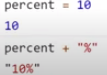 percent = 10
10
percent + "%"
"10%"